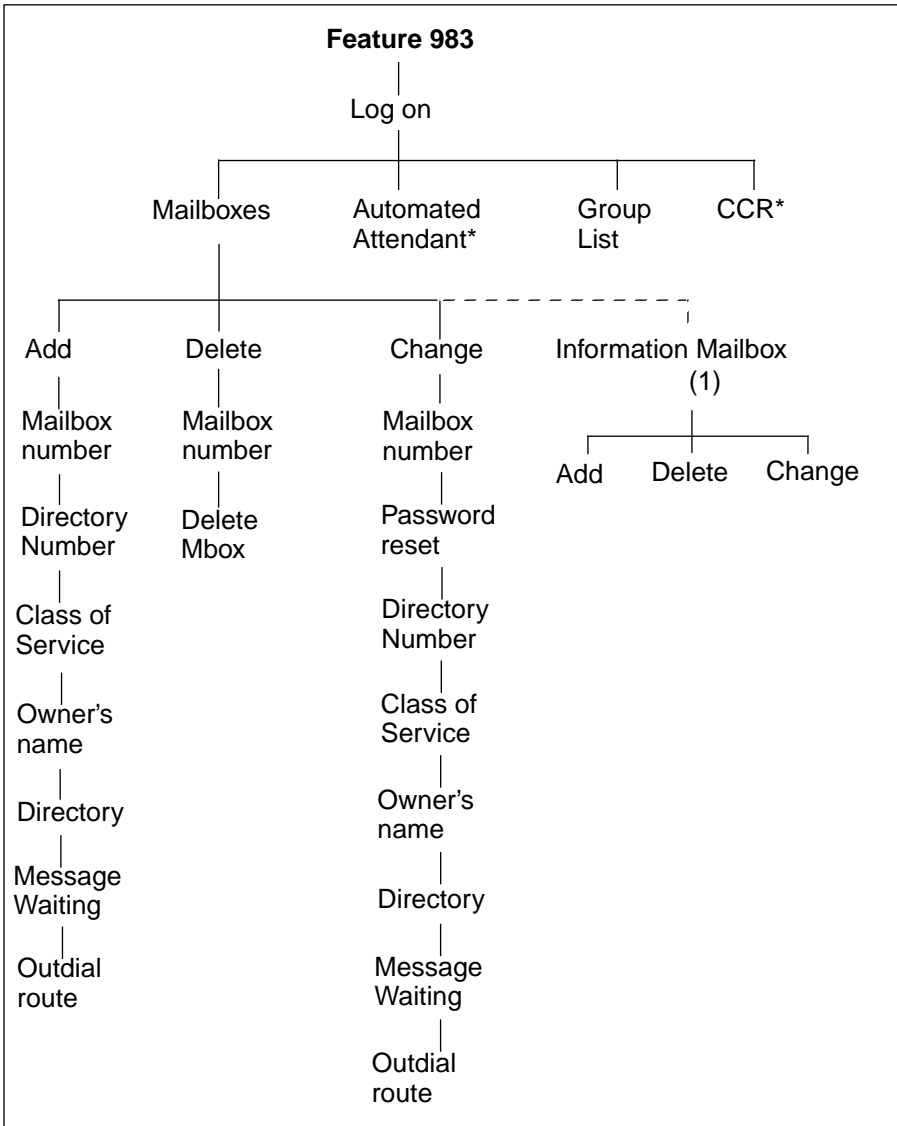 Feature 983
Log on
Mailboxes
Automated
Attendant*
Group
List
CCR*
Add
Delete
Change
Information Mailbox
(1)
Mailbox
number
Directory
Number
Class of
Service
Owner's
name
Directory
Message
Waiting
Outdial
route
Mailbox
number
Delete
Mbox
Mailbox
number
Password
reset
Directory
Number
Class of
Service
Owner's
name
Directory
Message
Waiting
Outdial
route
Add
Delete
Change